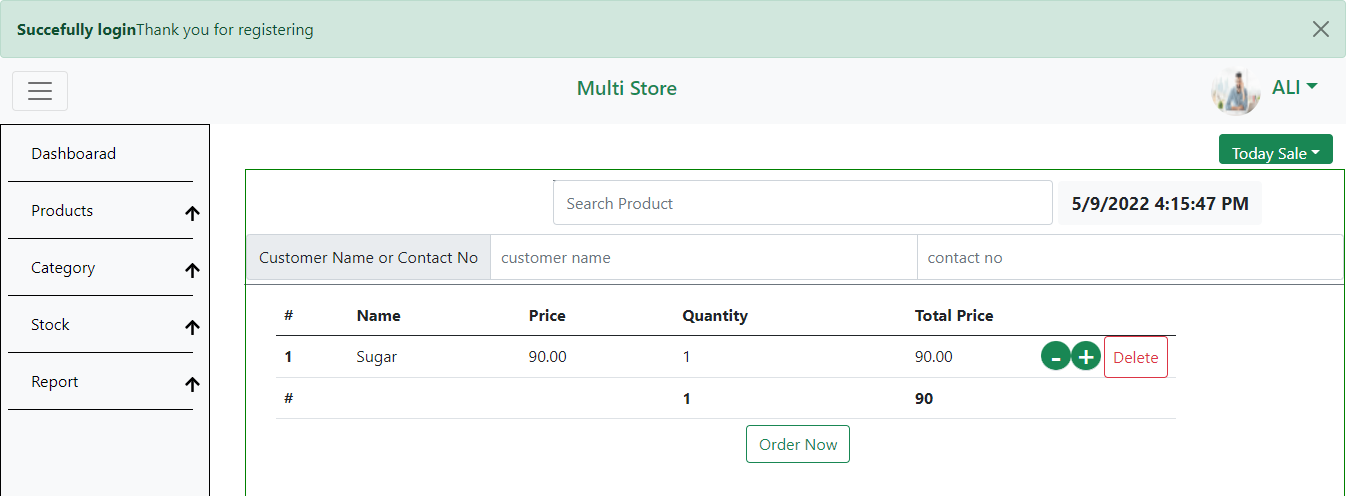 Succefully loginThank you for registering
Multi Store
ALI
Dashboarad
Products
Category
Stock
Report
Today Sale
Search Product
5/9/2022 4:15:47 PM
Customer Name or Contact No customer name contact no
# Name Price Quantity Total Price
1 Sugar 90.00 1 90.00 - + Delete
# 1 90
Order Now